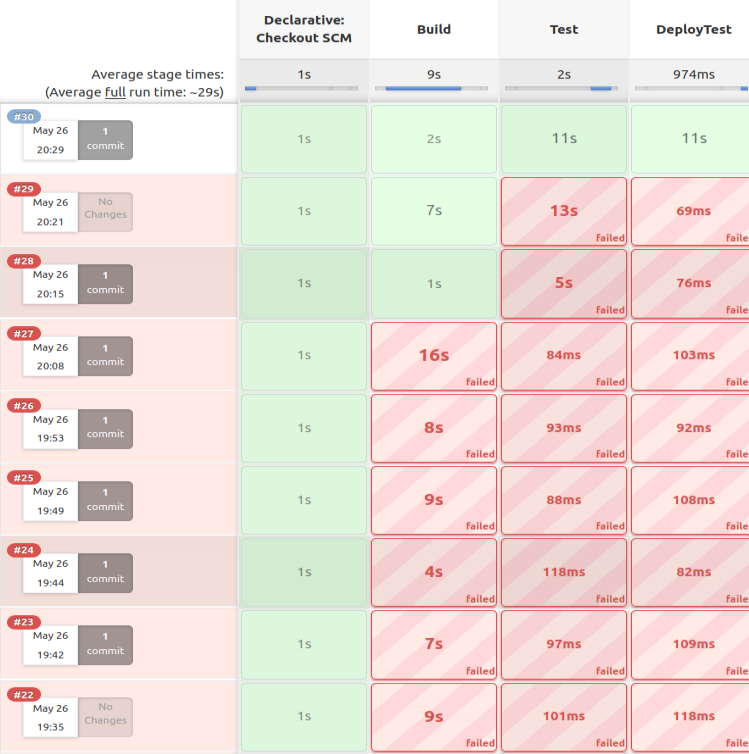 Declarative:
Checkout SCM
Build
Test
DeployTest
Average stage times:
(Average full run time: ~29s)
1s
9s
2s
974ms
#30
May 26
20:29
1
commit
1s
2s
11s
11s
#29
May 26
20:21
No
Changes
1s
7s
13s
failed
69ms
faile
#28
May 26
20:15
1
commit
1s
1s
5s
failed
76ms
faile
#27
May 26
20:08
1
commit
1s
16s
failed
84ms
failed
103ms
faile
#26
May 26
19:53
1
commit
1s
8s
failed
93ms
failed
92ms
faile
#25
May 26
19:49
1
commit
1s
9s
failed
88ms
failed
108ms
faile
#24
May 26
19:44
1
commit
1s
4s
failed
118ms
failed
82ms
faile
#23
May 26
19:42
1
commit
1s
7s
failed
97ms
failed
109ms
faile
#22
May 26
19:35
No
Changes
1s
9s
failed
101ms
failed
118ms
faile